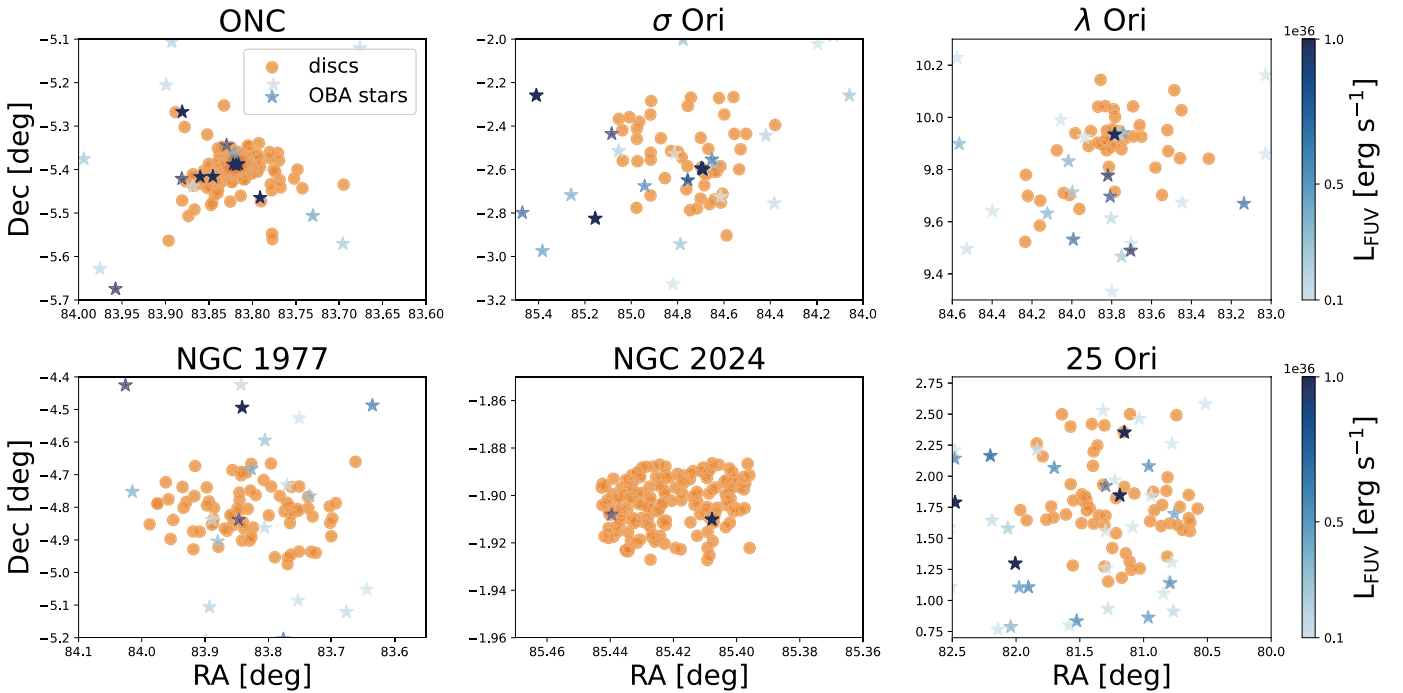 ONC
−5.1
−5.2
−5.3
−5.4
−5.5
−5.6
−5.7
Dec [deg]
84.00 83.95 83.90 83.85 83.80 83.75 83.70 83.65 83.60
discs
OBA stars
σ Ori
−2.0
−2.2
−2.4
−2.6
−2.8
−3.0
−3.2
85.4 85.2 85.0 84.8 84.6 84.4 84.2 84.0
λ Ori
10.2
10.0
9.8
9.6
9.4
84.6 84.4 84.2 84.0 83.8 83.6 83.4 83.2 83.0
1e36
1.0
0.5
0.1
L_FUV [erg s⁻¹]
NGC 1977
−4.4
−4.5
−4.6
−4.7
−4.8
−4.9
−5.0
−5.1
−5.2
Dec [deg]
84.1 84.0 83.9 83.8 83.7 83.6
RA [deg]
NGC 2024
−1.86
−1.88
−1.90
−1.92
−1.94
−1.96
85.46 85.44 85.42 85.40 85.38 85.36
RA [deg]
25 Ori
2.75
2.50
2.25
2.00
1.75
1.50
1.25
1.00
0.75
82.5 82.0 81.5 81.0 80.5 80.0
RA [deg]
1e36
1.0
0.5
0.1
L_FUV [erg s⁻¹]